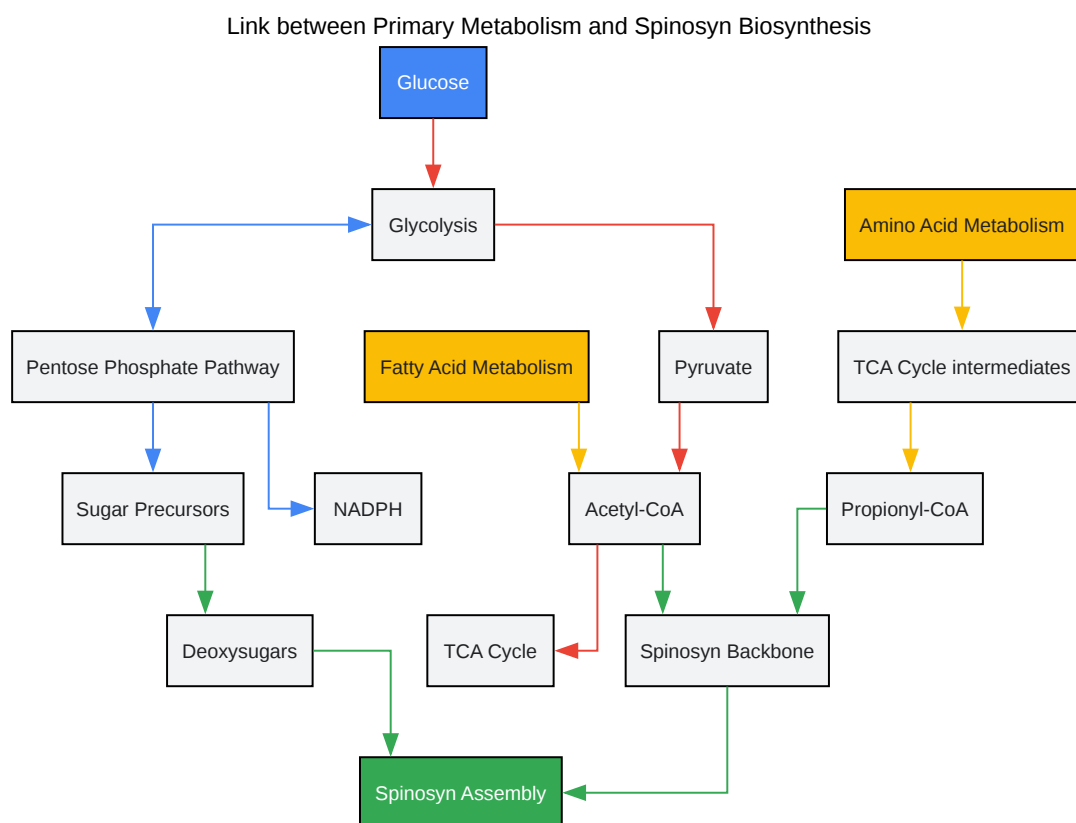 Link between Primary Metabolism and Spinosyn Biosynthesis
Glucose
Glycolysis
Amino Acid Metabolism
Pentose Phosphate Pathway
Fatty Acid Metabolism
Pyruvate
TCA Cycle intermediates
Sugar Precursors
NADPH
Acetyl-CoA
Propionyl-CoA
Deoxysugars
TCA Cycle
Spinosyn Backbone
Spinosyn Assembly